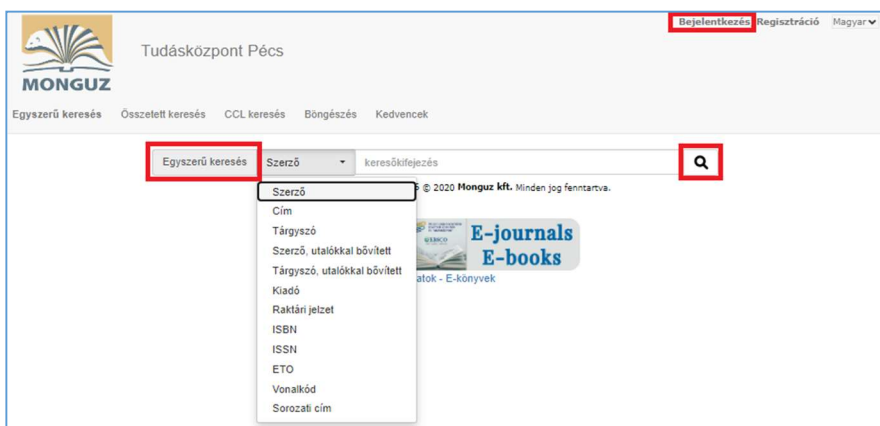 Bejelentkezés Regisztráció Magyar
Tudásközpont Pécs
MONGUZ
Egyszerű keresés Összetett keresés CCL keresés Böngészés Kedvencek
Egyszerű keresés Szerző keresőkifejezés
© 2020 Monguz kft. Minden jog fenntartva.
Szerző
Cím
Tárgyszó
Szerző, utalókkal bővített
Tárgyszó, utalókkal bővített
Kiadó
Raktári jelzet
ISBN
ISSN
ETO
Vonalkód
Sorozati cím
EBSCO
E-journals
E-books
atok - E-könyvek